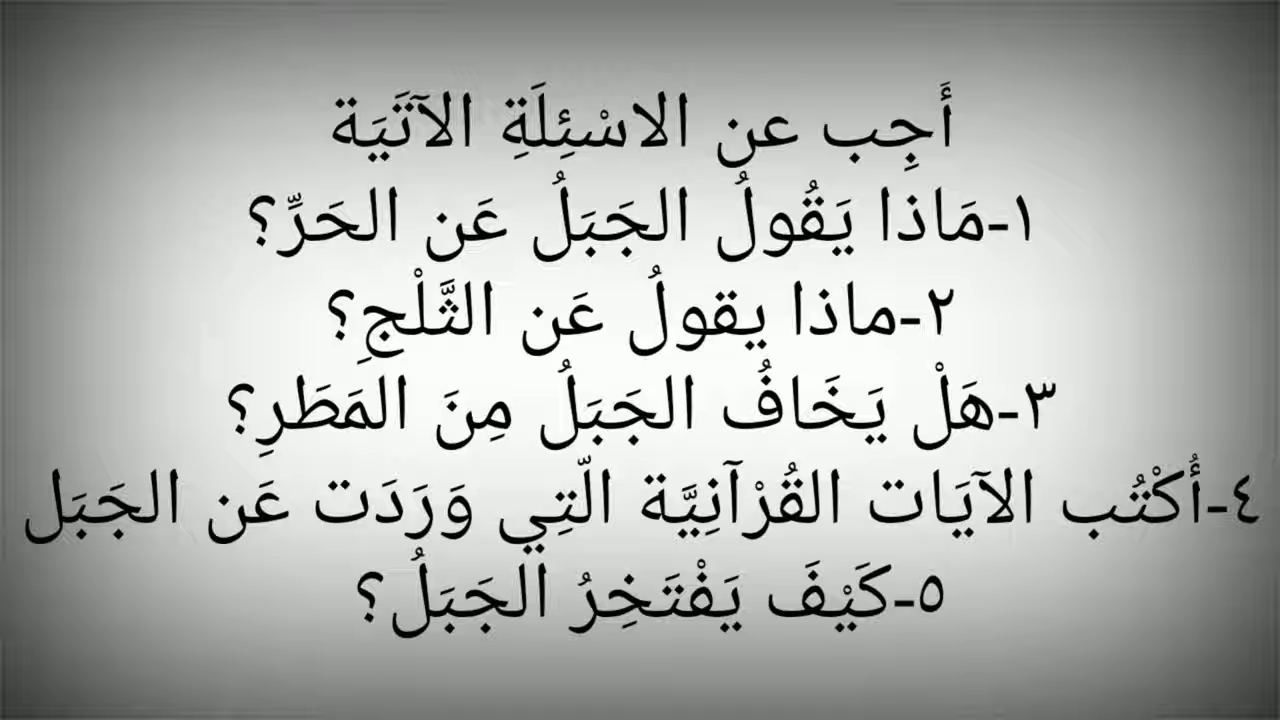 أَجِب عن الاسْئِلَةِ الآتَيَة
١-مَاذا يَقُولُ الجَبَلُ عَن الحَرِّ؟
٢-ماذا يقولُ عَن الثَّلْجِ؟
٣-هَلْ يَخَافُ الجَبَلُ مِنَ المَطَرِ؟
٤-أُكْتُب الآيَات القُرْآنِيَّة الّتِي وَرَدَت عَن الجَبَل
٥-كَيْفَ يَفْتَخِرُ الجَبَلُ؟